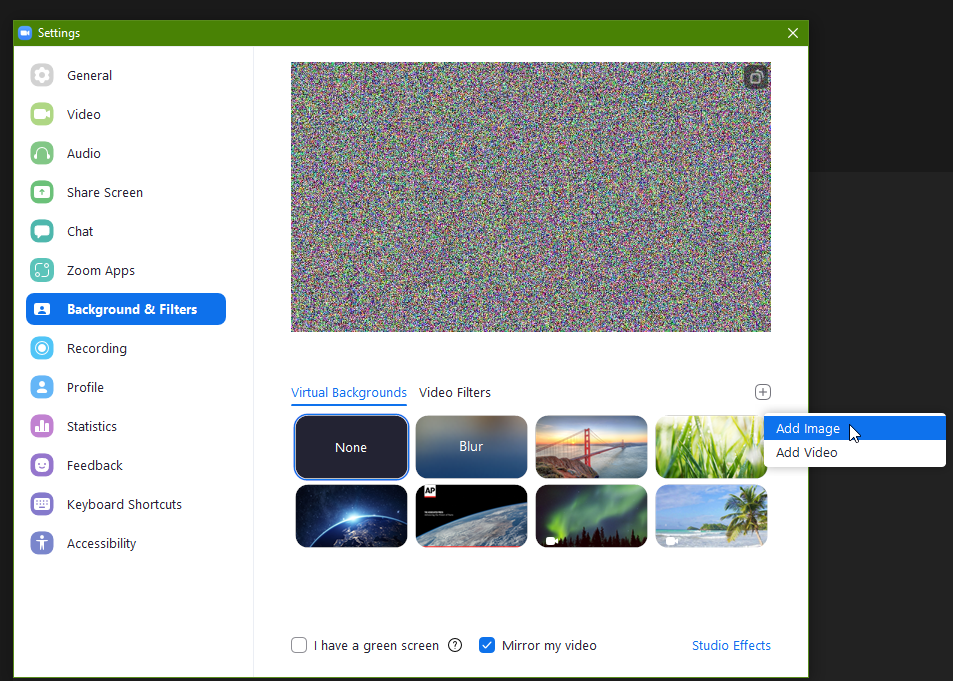 Settings
General
Video
Audio
Share Screen
Chat
Zoom Apps
Background & Filters
Recording
Profile
Statistics
Feedback
Keyboard Shortcuts
Accessibility
Virtual Backgrounds
Video Filters
Add Image
Add Video
None
Blur
AP
I have a green screen
?
Mirror my video
Studio Effects